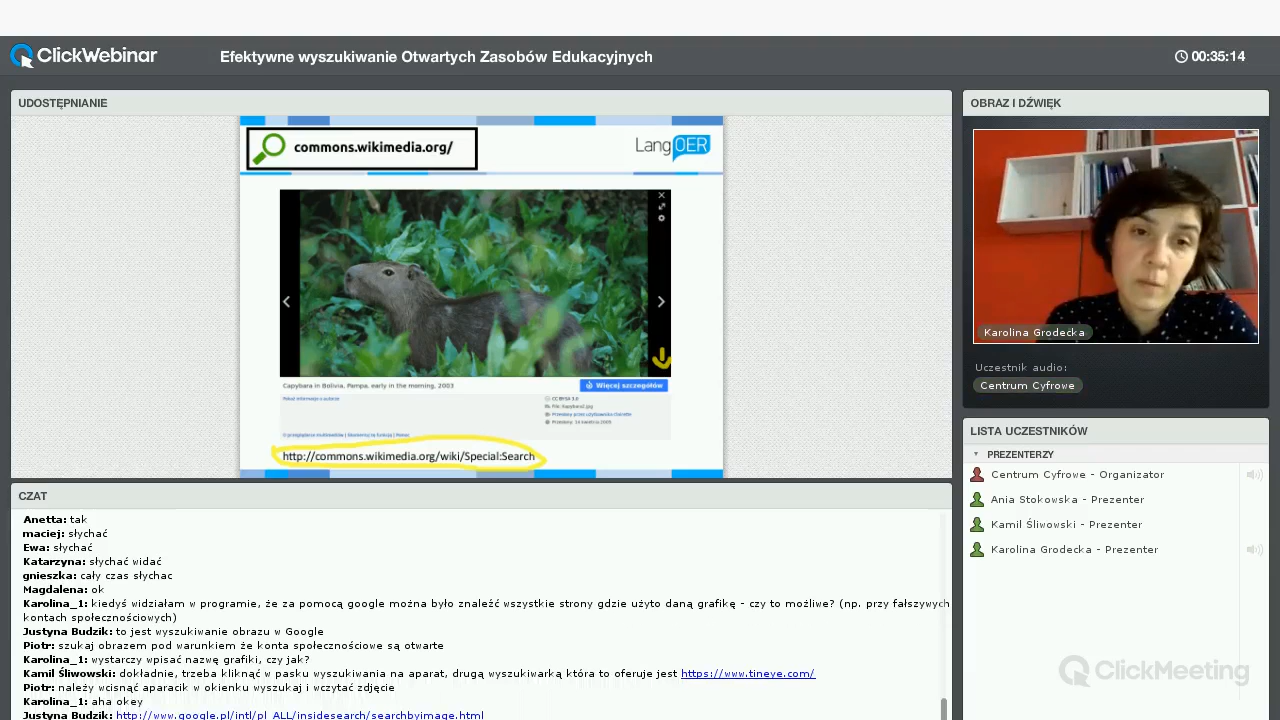 ClickWebinar
Efektywne wyszukiwanie Otwartych Zasobów Edukacyjnych
00:35:14
UDOSTĘPNIANIE
commons.wikimedia.org/
LangOER
Capybara in Bolivia, Pampa, early in the morning, 2003
Więcej szczegółów
Pokaż informacje o autorze
CC BY-SA 3.0
http://commons.wikimedia.org/wiki/Special:Search
OBRAZ I DŹWIĘK
Karolina Grodecka
Uczestnik audio:
Centrum Cyfrowe
LISTA UCZESTNIKÓW
PREZENTERZY
Centrum Cyfrowe - Organizator
Ania Stokowska - Prezenter
Kamil Śliwowski - Prezenter
Karolina Grodecka - Prezenter
ClickMeeting
CZAT
Anetta: tak
maciej: słychać
Ewa: słychać
Katarzyna: słychać widać
gnieszka: cały czas słychac
Magdalena: ok
Karolina_1: kiedyś widziałam w programie, że za pomocą google można było znaleźć wszystkie strony gdzie użyto daną grafikę - czy to możliwe? (np. przy fałszywych
kontach społecznościowych)
Justyna Budzik: to jest wyszukiwanie obrazu w Google
Piotr: szukaj obrazem pod warunkiem że konta społecznościowe są otwarte
Karolina_1: wystarczy wpisać nazwę grafiki, czy jak?
Kamil Śliwowski: dokładnie, trzeba kliknąć w pasku wyszukiwania na aparat, drugą wyszukiwarką która to oferuje jest https://www.tineye.com/
Piotr: należy wcisnąć aparacik w okienku wyszukaj i wczytać zdjęcie
Karolina_1: aha okey
Justyna Budzik: http://www.google.pl/intl/pl_ALL/insidesearch/searchbyimage.html